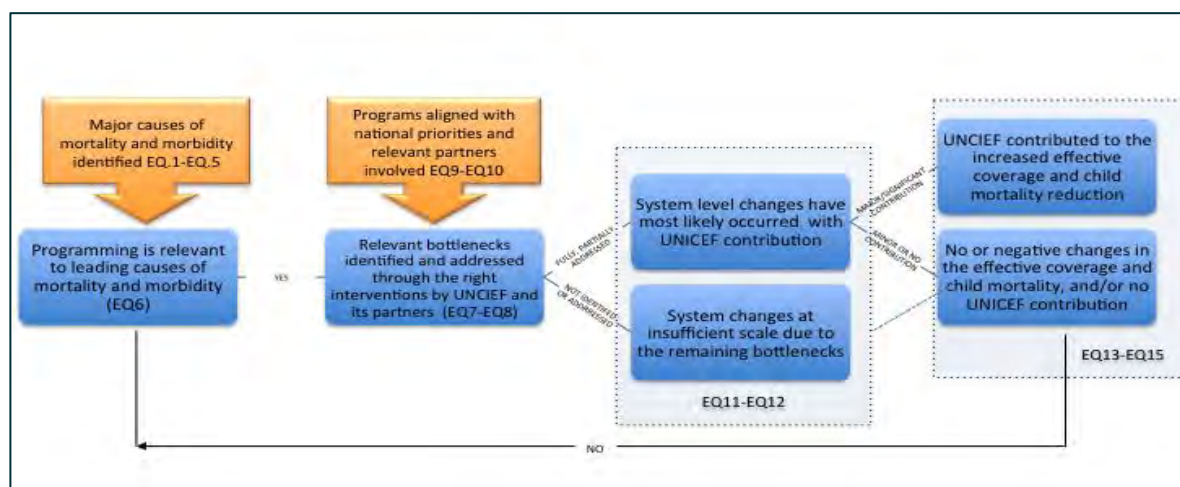 Major causes of
mortality and morbidity
identified EQ.1-EQ.5
Programs aligned with
national priorities and
relevant partners
involved EQ9-EQ10
Programming is relevant
to leading causes of
mortality and morbidity
(EQ6)
YES
Relevant bottlenecks
identified and addressed
through the right
interventions by UNCIEF and
its partners (EQ7-EQ8)
FULLY, PARTIALLY
ADDRESSED
NOT IDENTIFIED
OR ADDRESSED
System level changes have
most likely occurred, with
UNICEF contribution
System changes at
insufficient scale due to
the remaining bottlenecks
EQ11-EQ12
MAJOR/SIGNIFICANT
CONTRIBUTION
MINOR OR NO
CONTRIBUTION
UNCIEF contributed to the
increased effective
coverage and child
mortality reduction
No or negative changes in
the effective coverage and
child mortality, and/or no
UNICEF contribution
EQ13-EQ15
NO